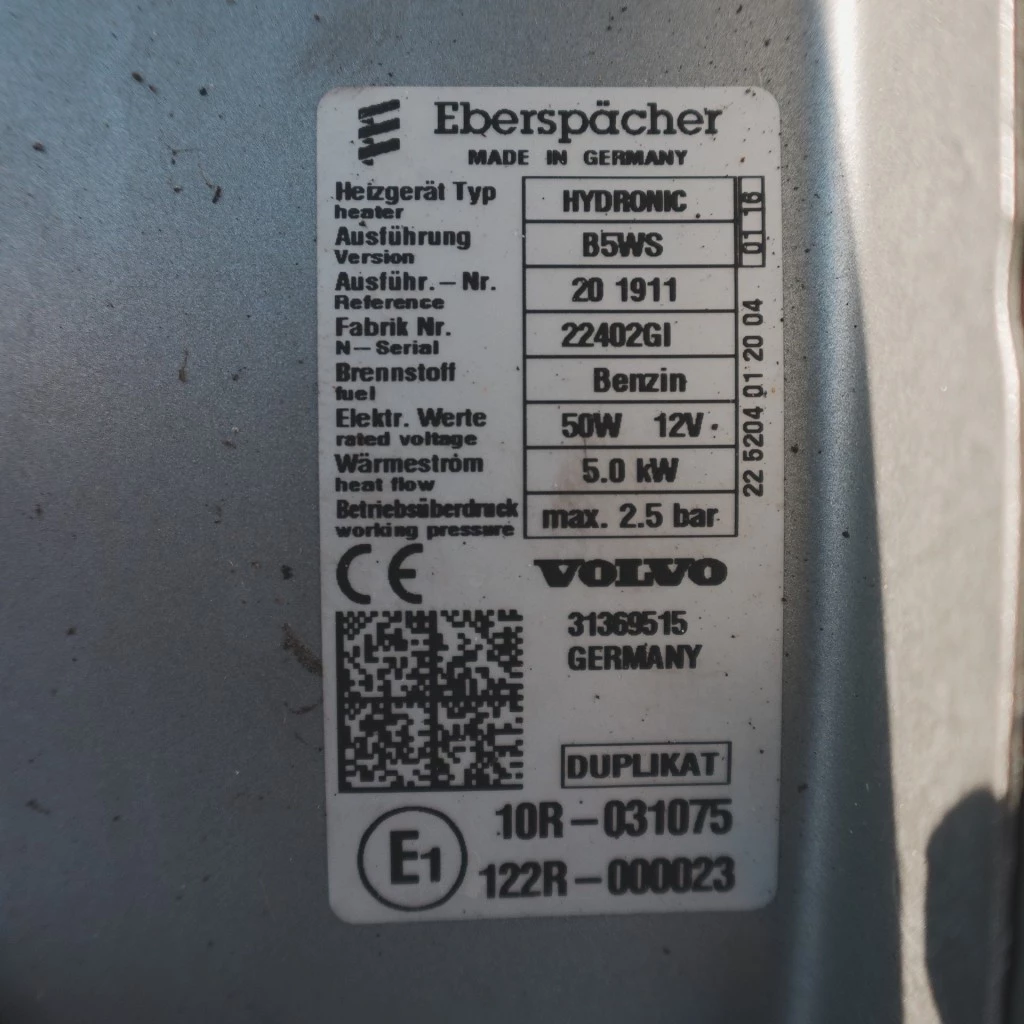 Eberspächer
MADE IN GERMANY
Heizgerät Typ HYDRONIC
heater
Ausführung B5WS
Version
Ausführ.-Nr. 20 1911
Reference
Fabrik Nr. 22402GI
N-Serial
Brennstoff Benzin
fuel
Elektr. Werte 50W 12V
rated voltage
Wärmestrom 5.0 kW
heat flow
Betriebsüberdruck max. 2.5 bar
working pressure
01 16
22 5204 01 20 04
CE
VOLVO
31369515
GERMANY
DUPLIKAT
E1
10R-031075
122R-000023